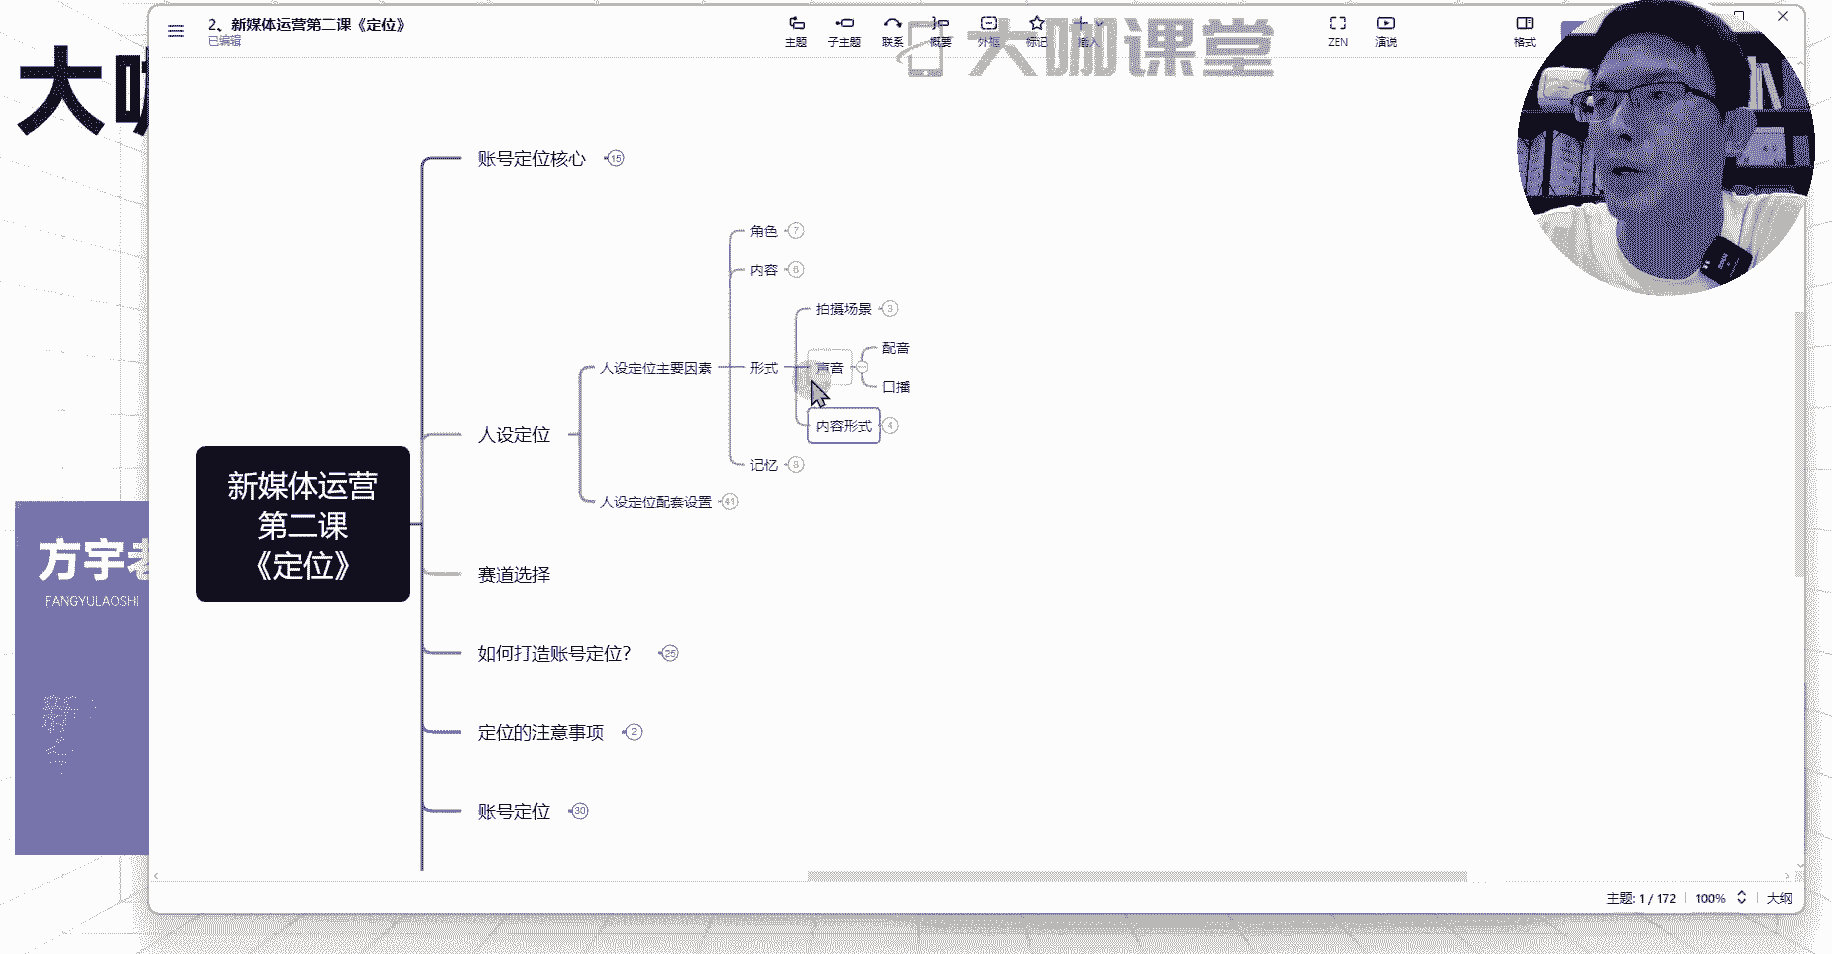 2、新媒体运营第二课《定位》
已编辑
主题
子主题
联系
概要
外框
标记
插入
ZEN
演说
格式
大咖课堂
大
方宇老
FANGYULAOSHI
账号定位核心 15
角色 7
内容 6
拍摄场景 3
配音
人设定位主要因素
形式
声音
口播
内容形式 4
人设定位
记忆 8
人设定位配套设置 41
新媒体运营
第二课
《定位》
赛道选择
如何打造账号定位？ 25
定位的注意事项 2
账号定位 30
主题: 1 / 172
100%
大纲